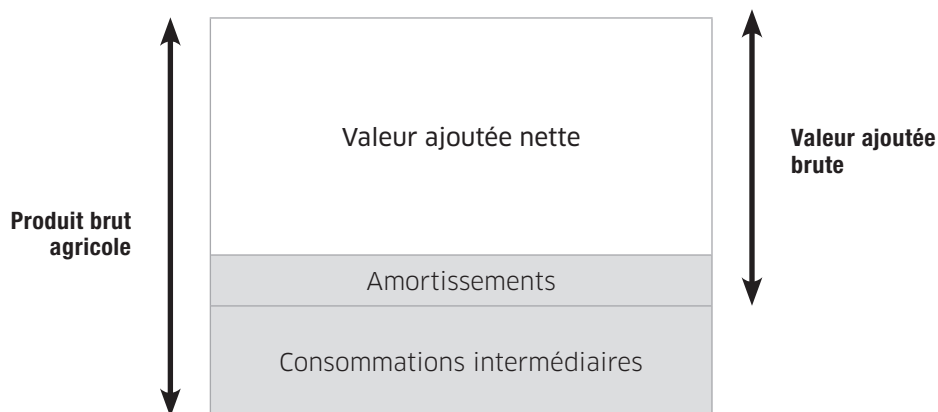 Valeur ajoutée nette
Valeur ajoutée
brute
Produit brut
agricole
Amortissements
Consommations intermédiaires